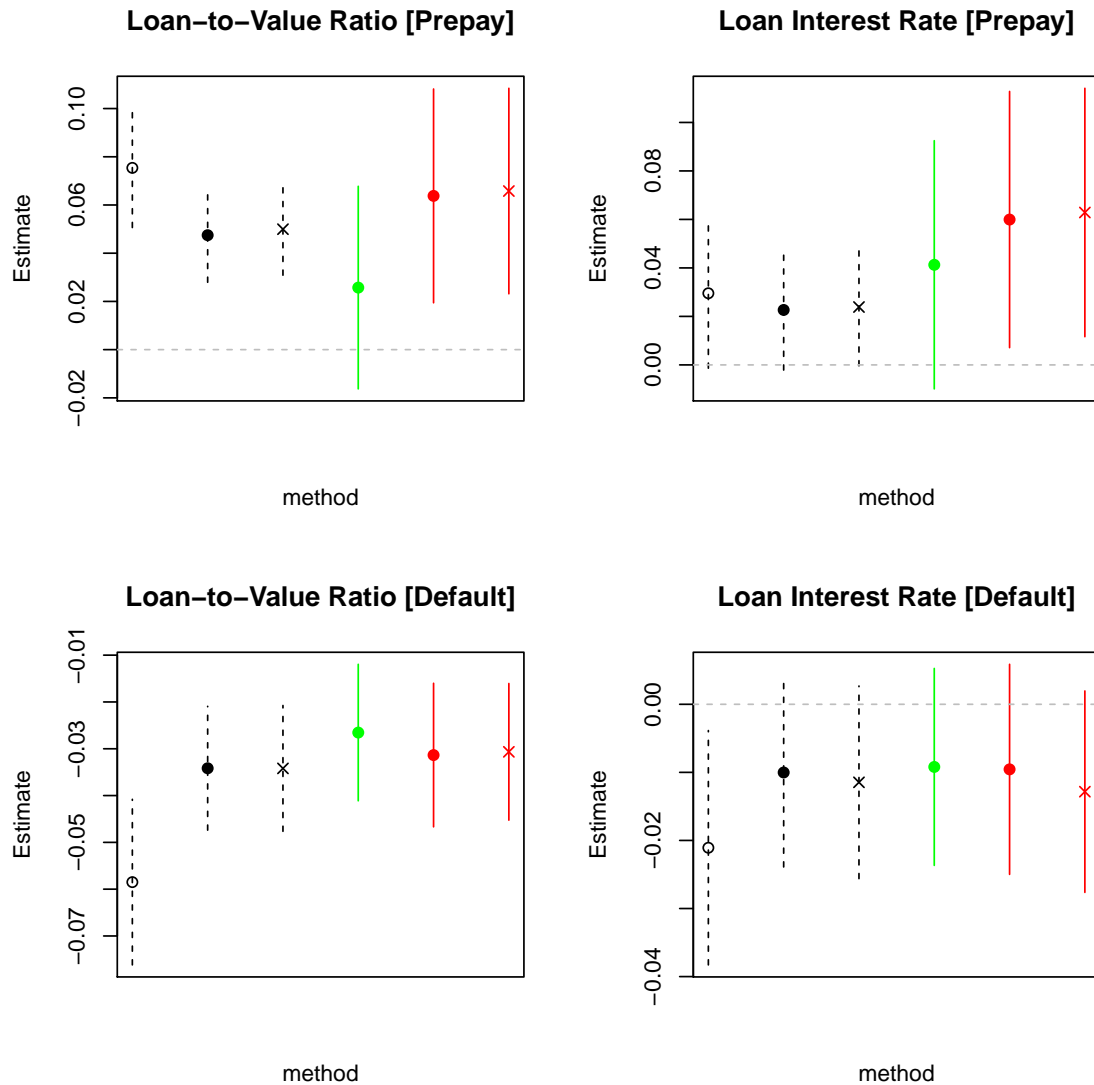 Loan−to−Value Ratio [Prepay]
Estimate
0.10
0.06
0.02
−0.02
method
Loan Interest Rate [Prepay]
Estimate
0.08
0.04
0.00
method
Loan−to−Value Ratio [Default]
Estimate
−0.01
−0.03
−0.05
−0.07
method
Loan Interest Rate [Default]
Estimate
0.00
−0.02
−0.04
method